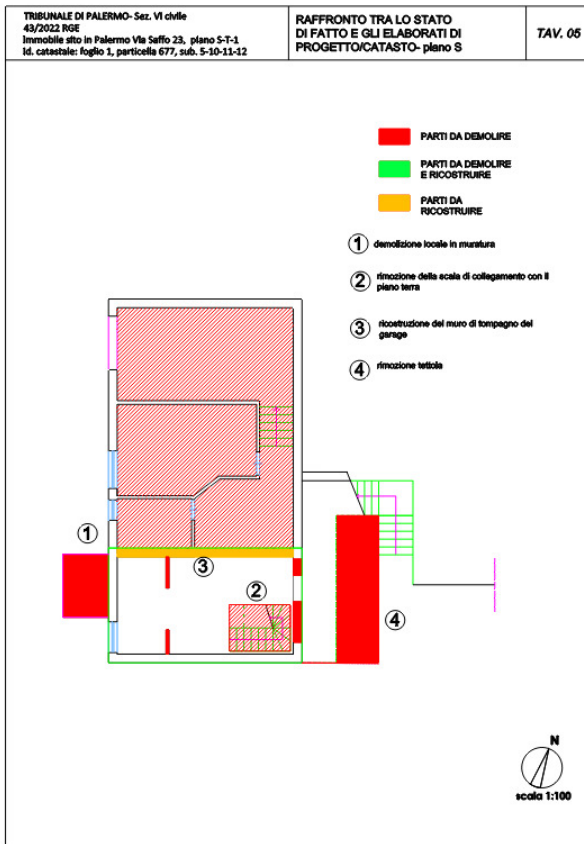 TRIBUNALE DI PALERMO- Sez. VI civile
43/2022 RGE
Immobile sito in Palermo Via Saffo 23, piano S-T-1
id. catastale: foglio 1, particella 677, sub. 5-10-11-12
RAFFRONTO TRA LO STATO
DI FATTO E GLI ELABORATI DI
PROGETTO/CATASTO- piano S
TAV. 05
PARTI DA DEMOLIRE
PARTI DA DEMOLIRE
E RICOSTRUIRE
PARTI DA
RICOSTRUIRE
1 demolizione locale in muratura
2 rimozione della scala di collegamento con il
piano terra
3 ricostruzione del muro di tompagno del
garage
4 rimozione tettoia
1
3
2
4
N
scala 1:100